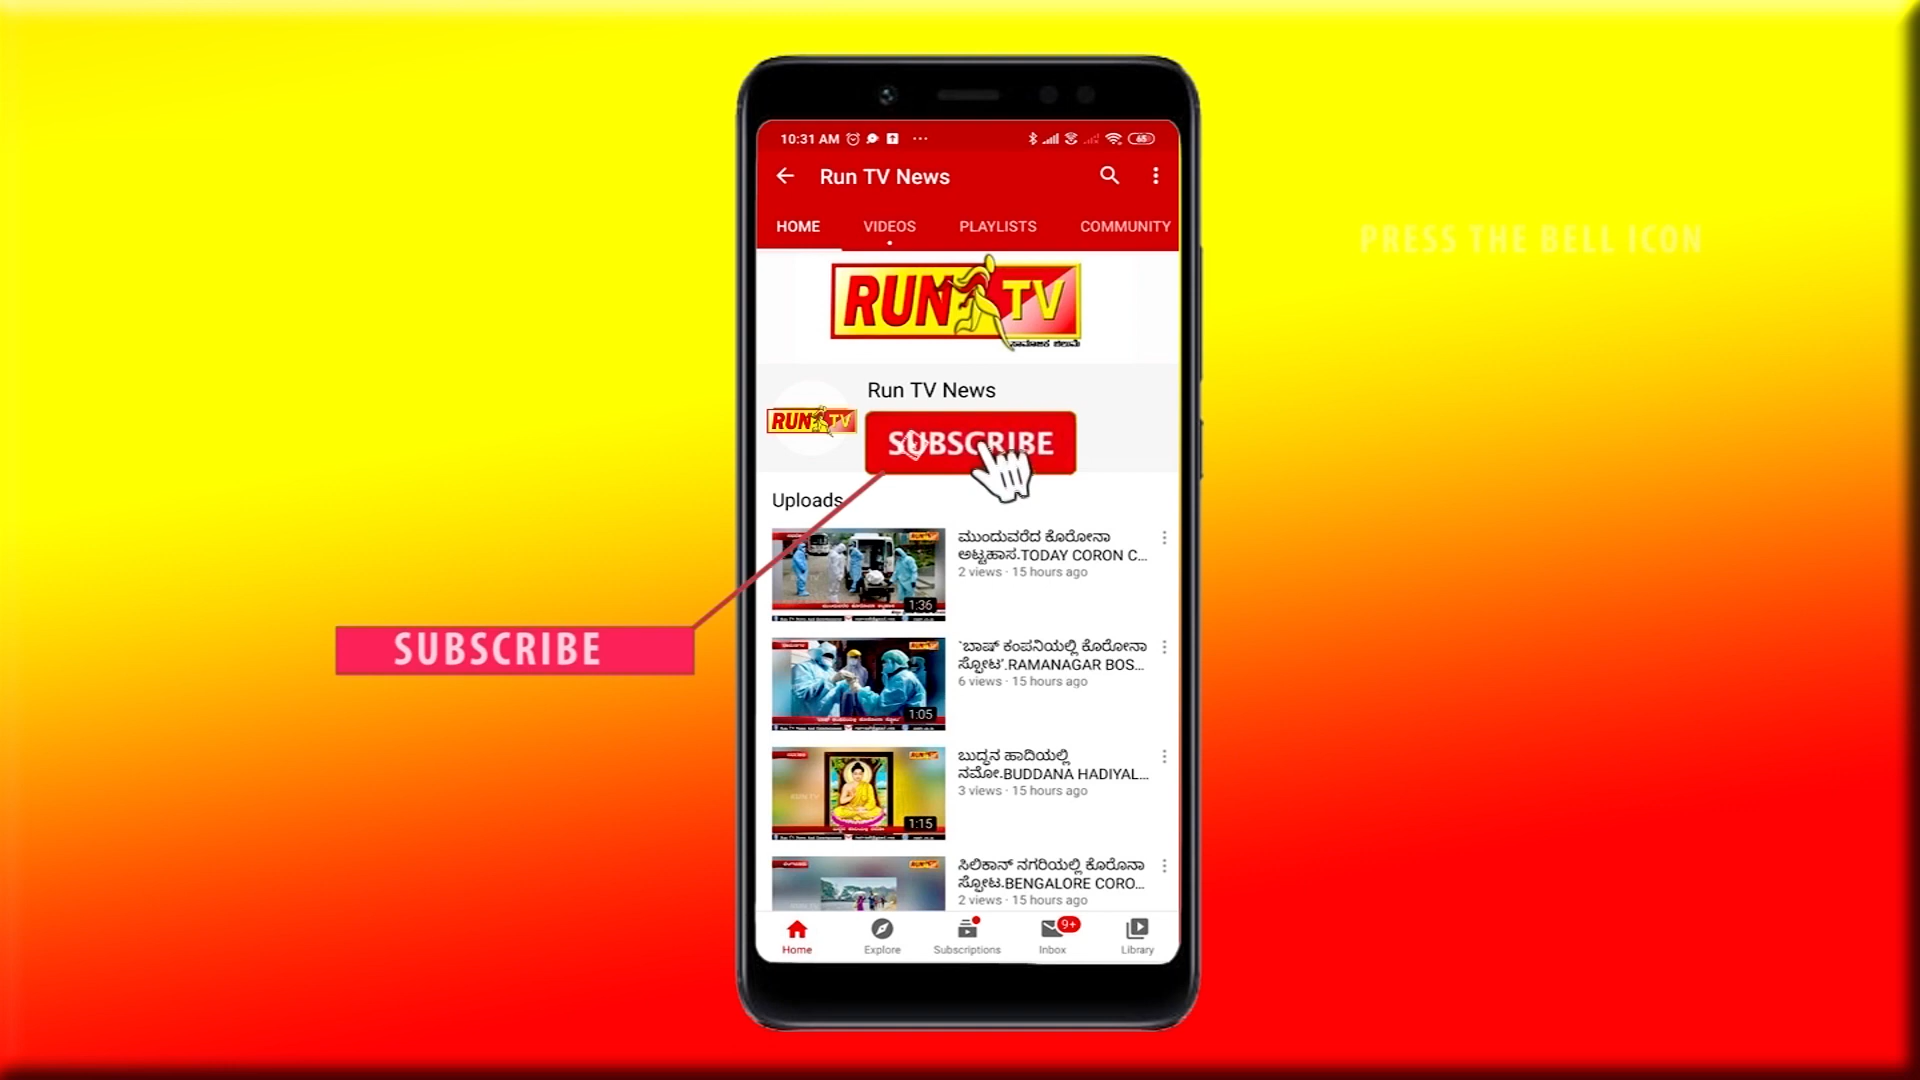 10:31 AM
65
Run TV News
HOME VIDEOS PLAYLISTS COMMUNITY
PRESS THE BELL ICON
RUN TV
ಸಾಮಾಜಿಕ ಚಲುಮೆ
Run TV News
RUN TV
SUBSCRIBE
Uploads
ಮುಂದುವರೆದ ಕೊರೋನಾ
ಅಟ್ಟಹಾಸ.TODAY CORON C...
2 views · 15 hours ago
1:36
SUBSCRIBE
`ಬಾಷ್ ಕಂಪನಿಯಲ್ಲಿ ಕೊರೋನಾ
ಸ್ಫೋಟ'.RAMANAGAR BOS...
6 views · 15 hours ago
1:05
ಬುದ್ಧನ ಹಾದಿಯಲ್ಲಿ
ನಮೋ.BUDDANA HADIYAL...
3 views · 15 hours ago
1:15
ಸಿಲಿಕಾನ್ ನಗರಿಯಲ್ಲಿ ಕೊರೊನಾ
ಸ್ಫೋಟ.BENGALORE CORO...
2 views · 15 hours ago
9+
Home Explore Subscriptions Inbox Library